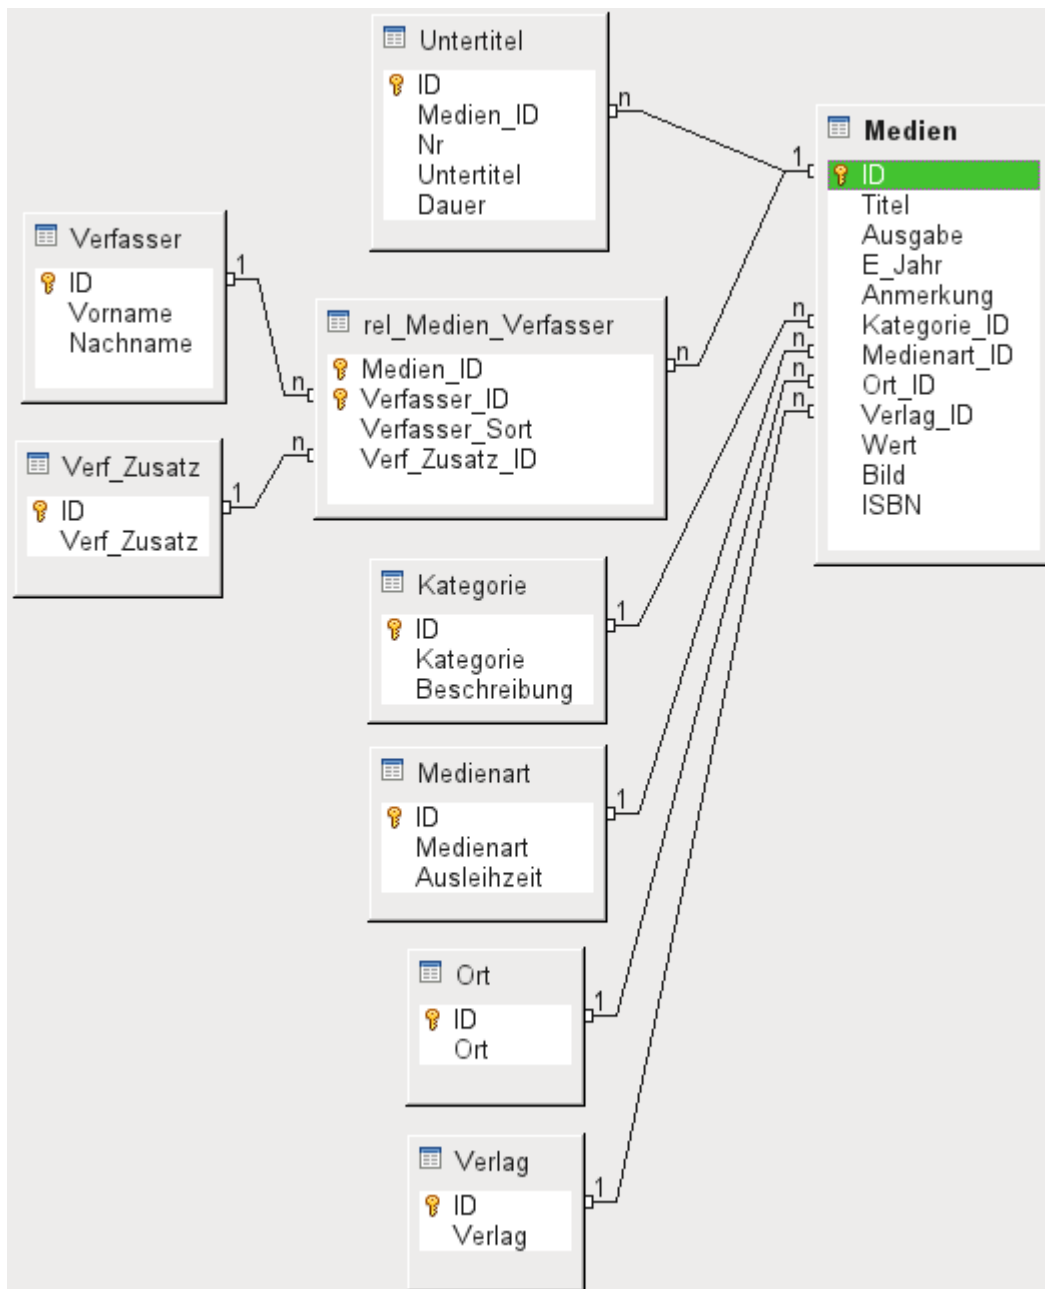 Untertitel
ID
Medien_ID
Nr
Untertitel
Dauer
n
1
Medien
ID
Titel
Ausgabe
E_Jahr
Anmerkung
Kategorie_ID
Medienart_ID
Ort_ID
Verlag_ID
Wert
Bild
ISBN
n
n
n
n
Verfasser
ID
Vorname
Nachname
1
n
rel_Medien_Verfasser
Medien_ID
Verfasser_ID
Verfasser_Sort
Verf_Zusatz_ID
n
n
Verf_Zusatz
ID
Verf_Zusatz
1
Kategorie
ID
Kategorie
Beschreibung
1
Medienart
ID
Medienart
Ausleihzeit
1
Ort
ID
Ort
1
Verlag
ID
Verlag
1